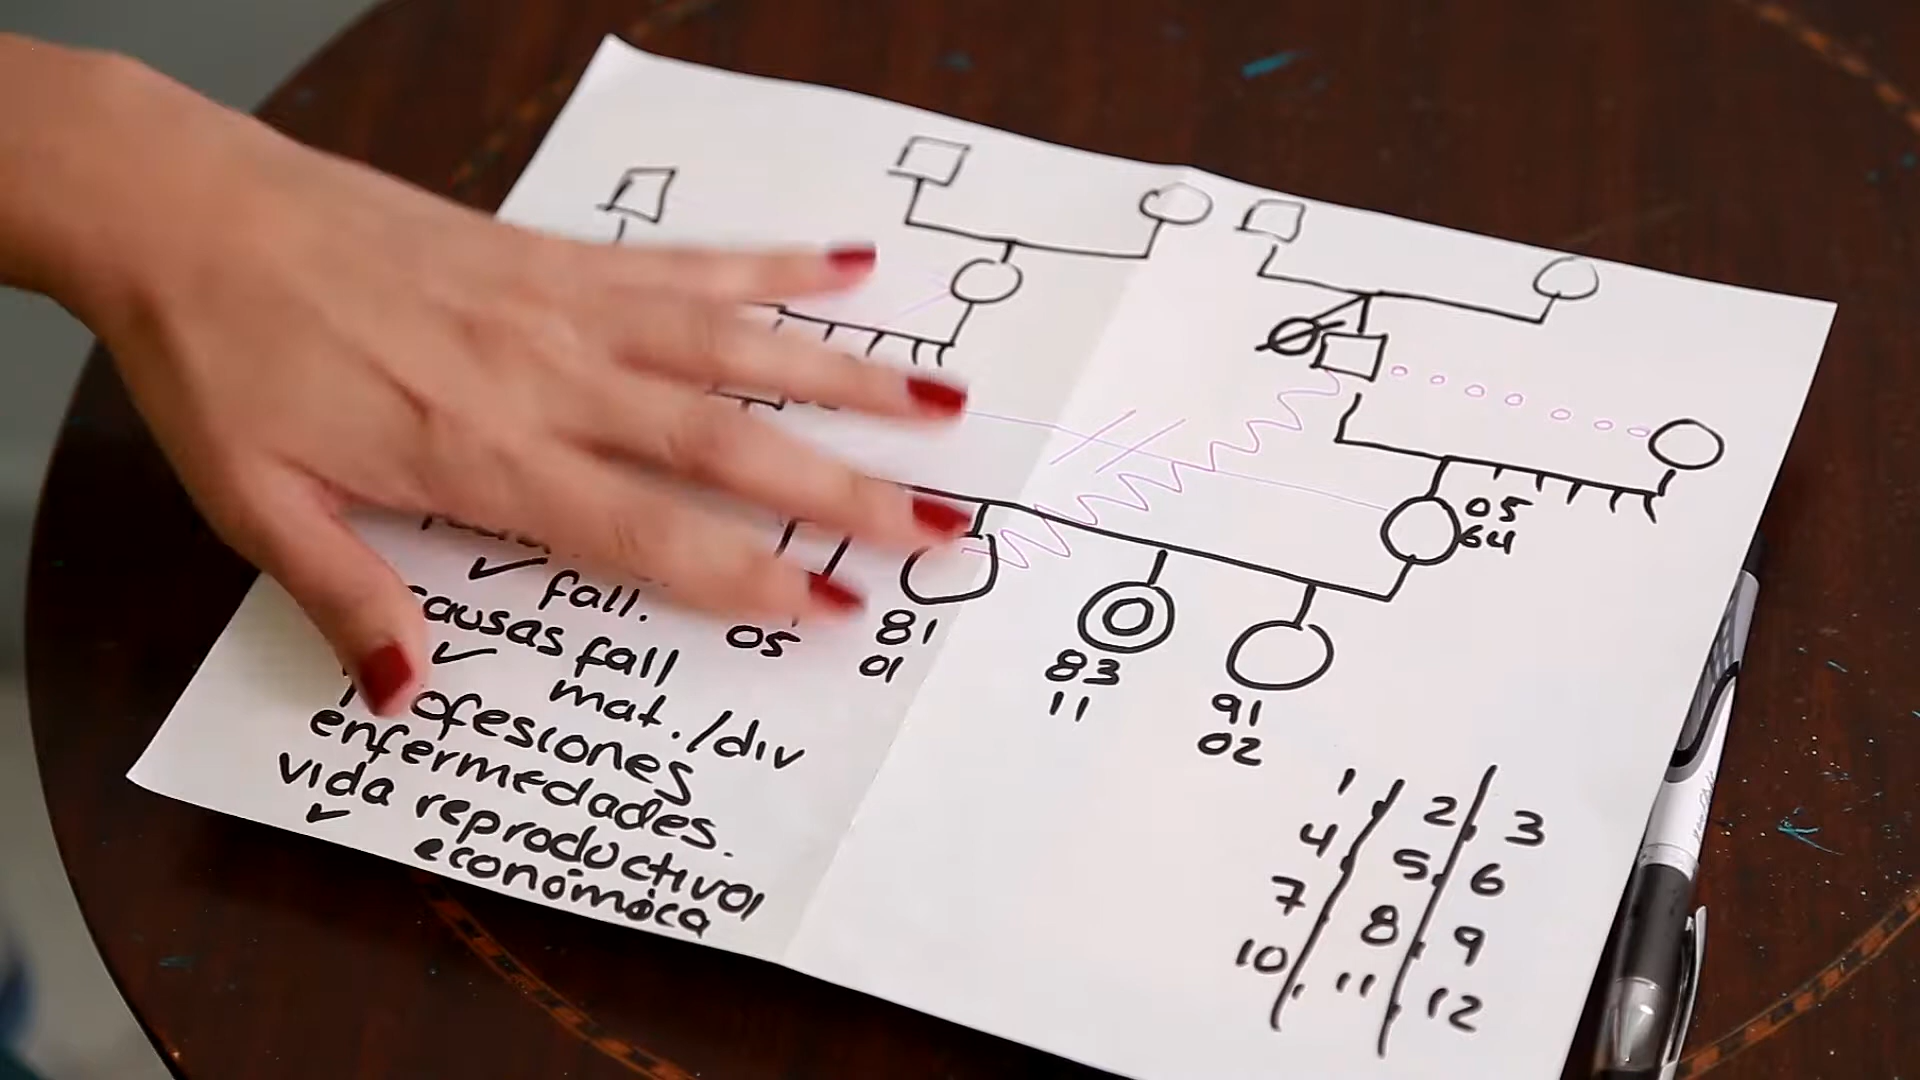 05
64
fall.
causas fall
mat./div
profesiones
enfermedades.
vida reproductiva
económica
05
81
01
83
11
91
02
1 2 3
4 5 6
7 8 9
10 11 12